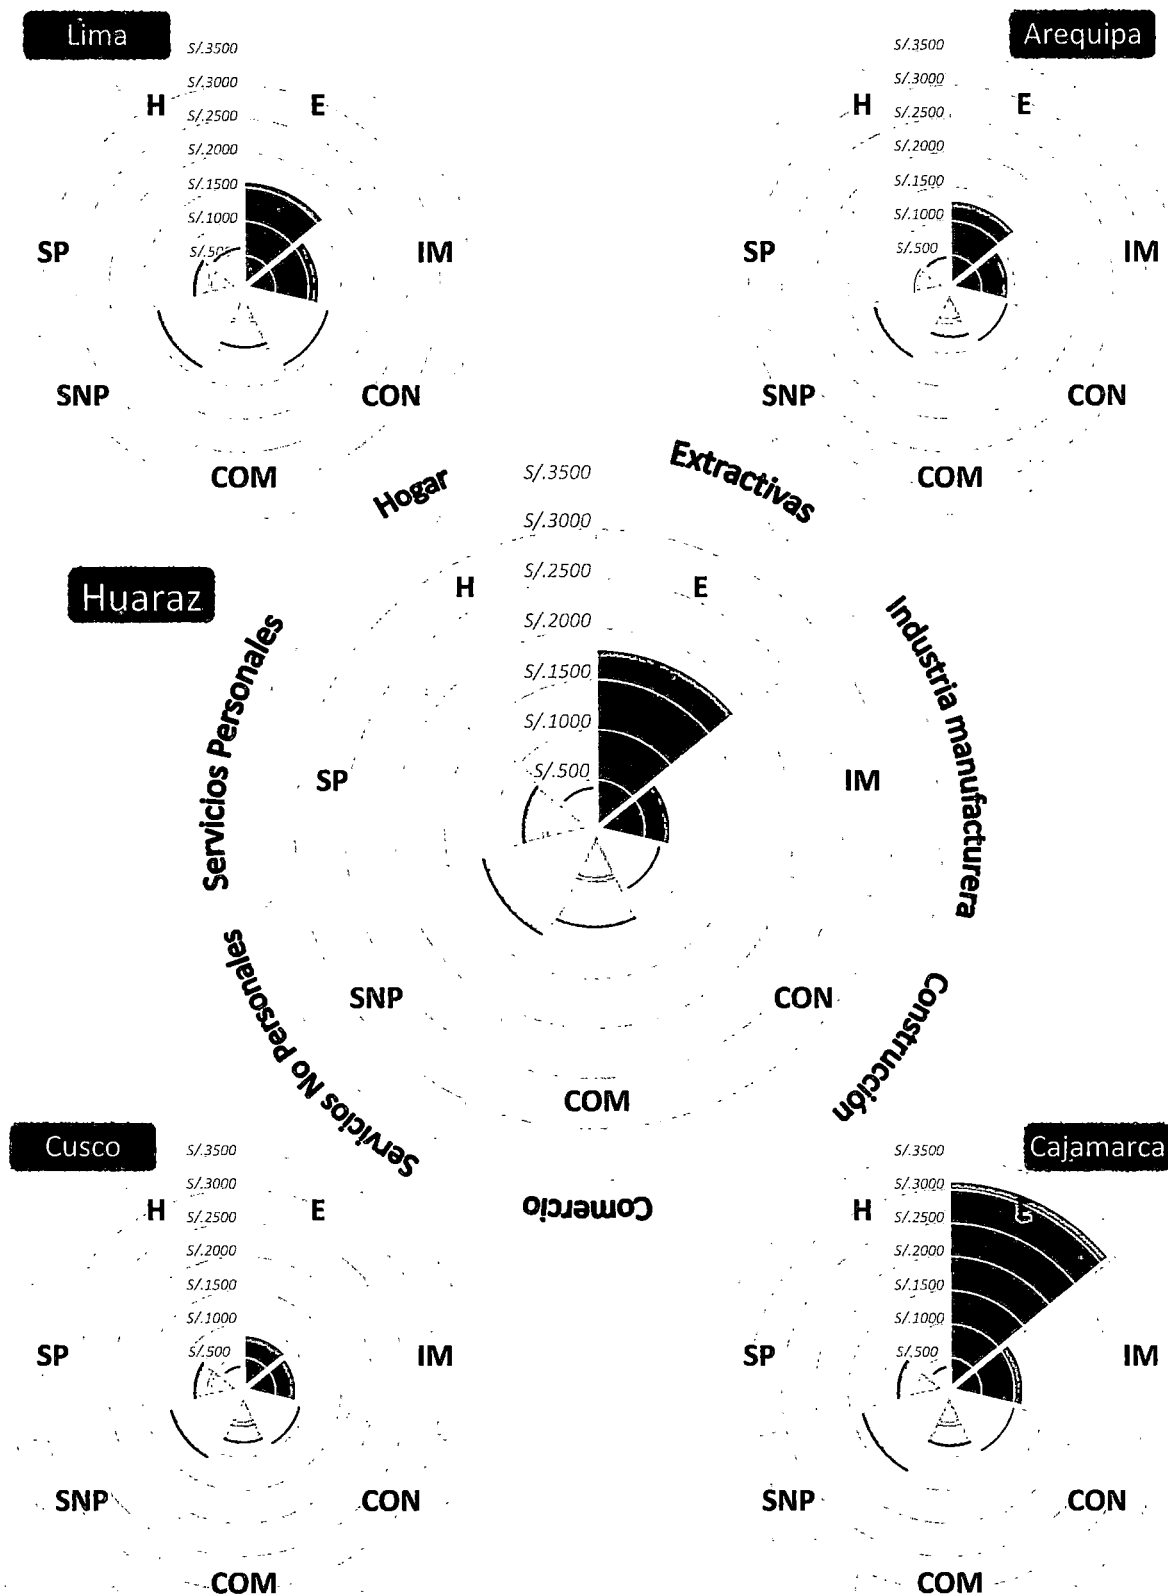 Lima
S/.3500
S/.3000
S/.2500
S/.2000
S/.1500
S/.1000
S/.500
H
E
SP
IM
SNP
CON
COM
Arequipa
S/.3500
S/.3000
S/.2500
S/.2000
S/.1500
S/.1000
S/.500
H
E
SP
IM
SNP
CON
COM
Huaraz
Hogar
Extractivas
Industria manufacturera
Construcción
Comercio
Servicios No Personales
Servicios Personales
S/.3500
S/.3000
S/.2500
S/.2000
S/.1500
S/.1000
S/.500
H
E
SP
IM
SNP
CON
COM
Cusco
S/.3500
S/.3000
S/.2500
S/.2000
S/.1500
S/.1000
S/.500
H
E
SP
IM
SNP
CON
COM
Cajamarca
S/.3500
S/.3000
S/.2500
S/.2000
S/.1500
S/.1000
S/.500
H
E
SP
IM
SNP
CON
COM